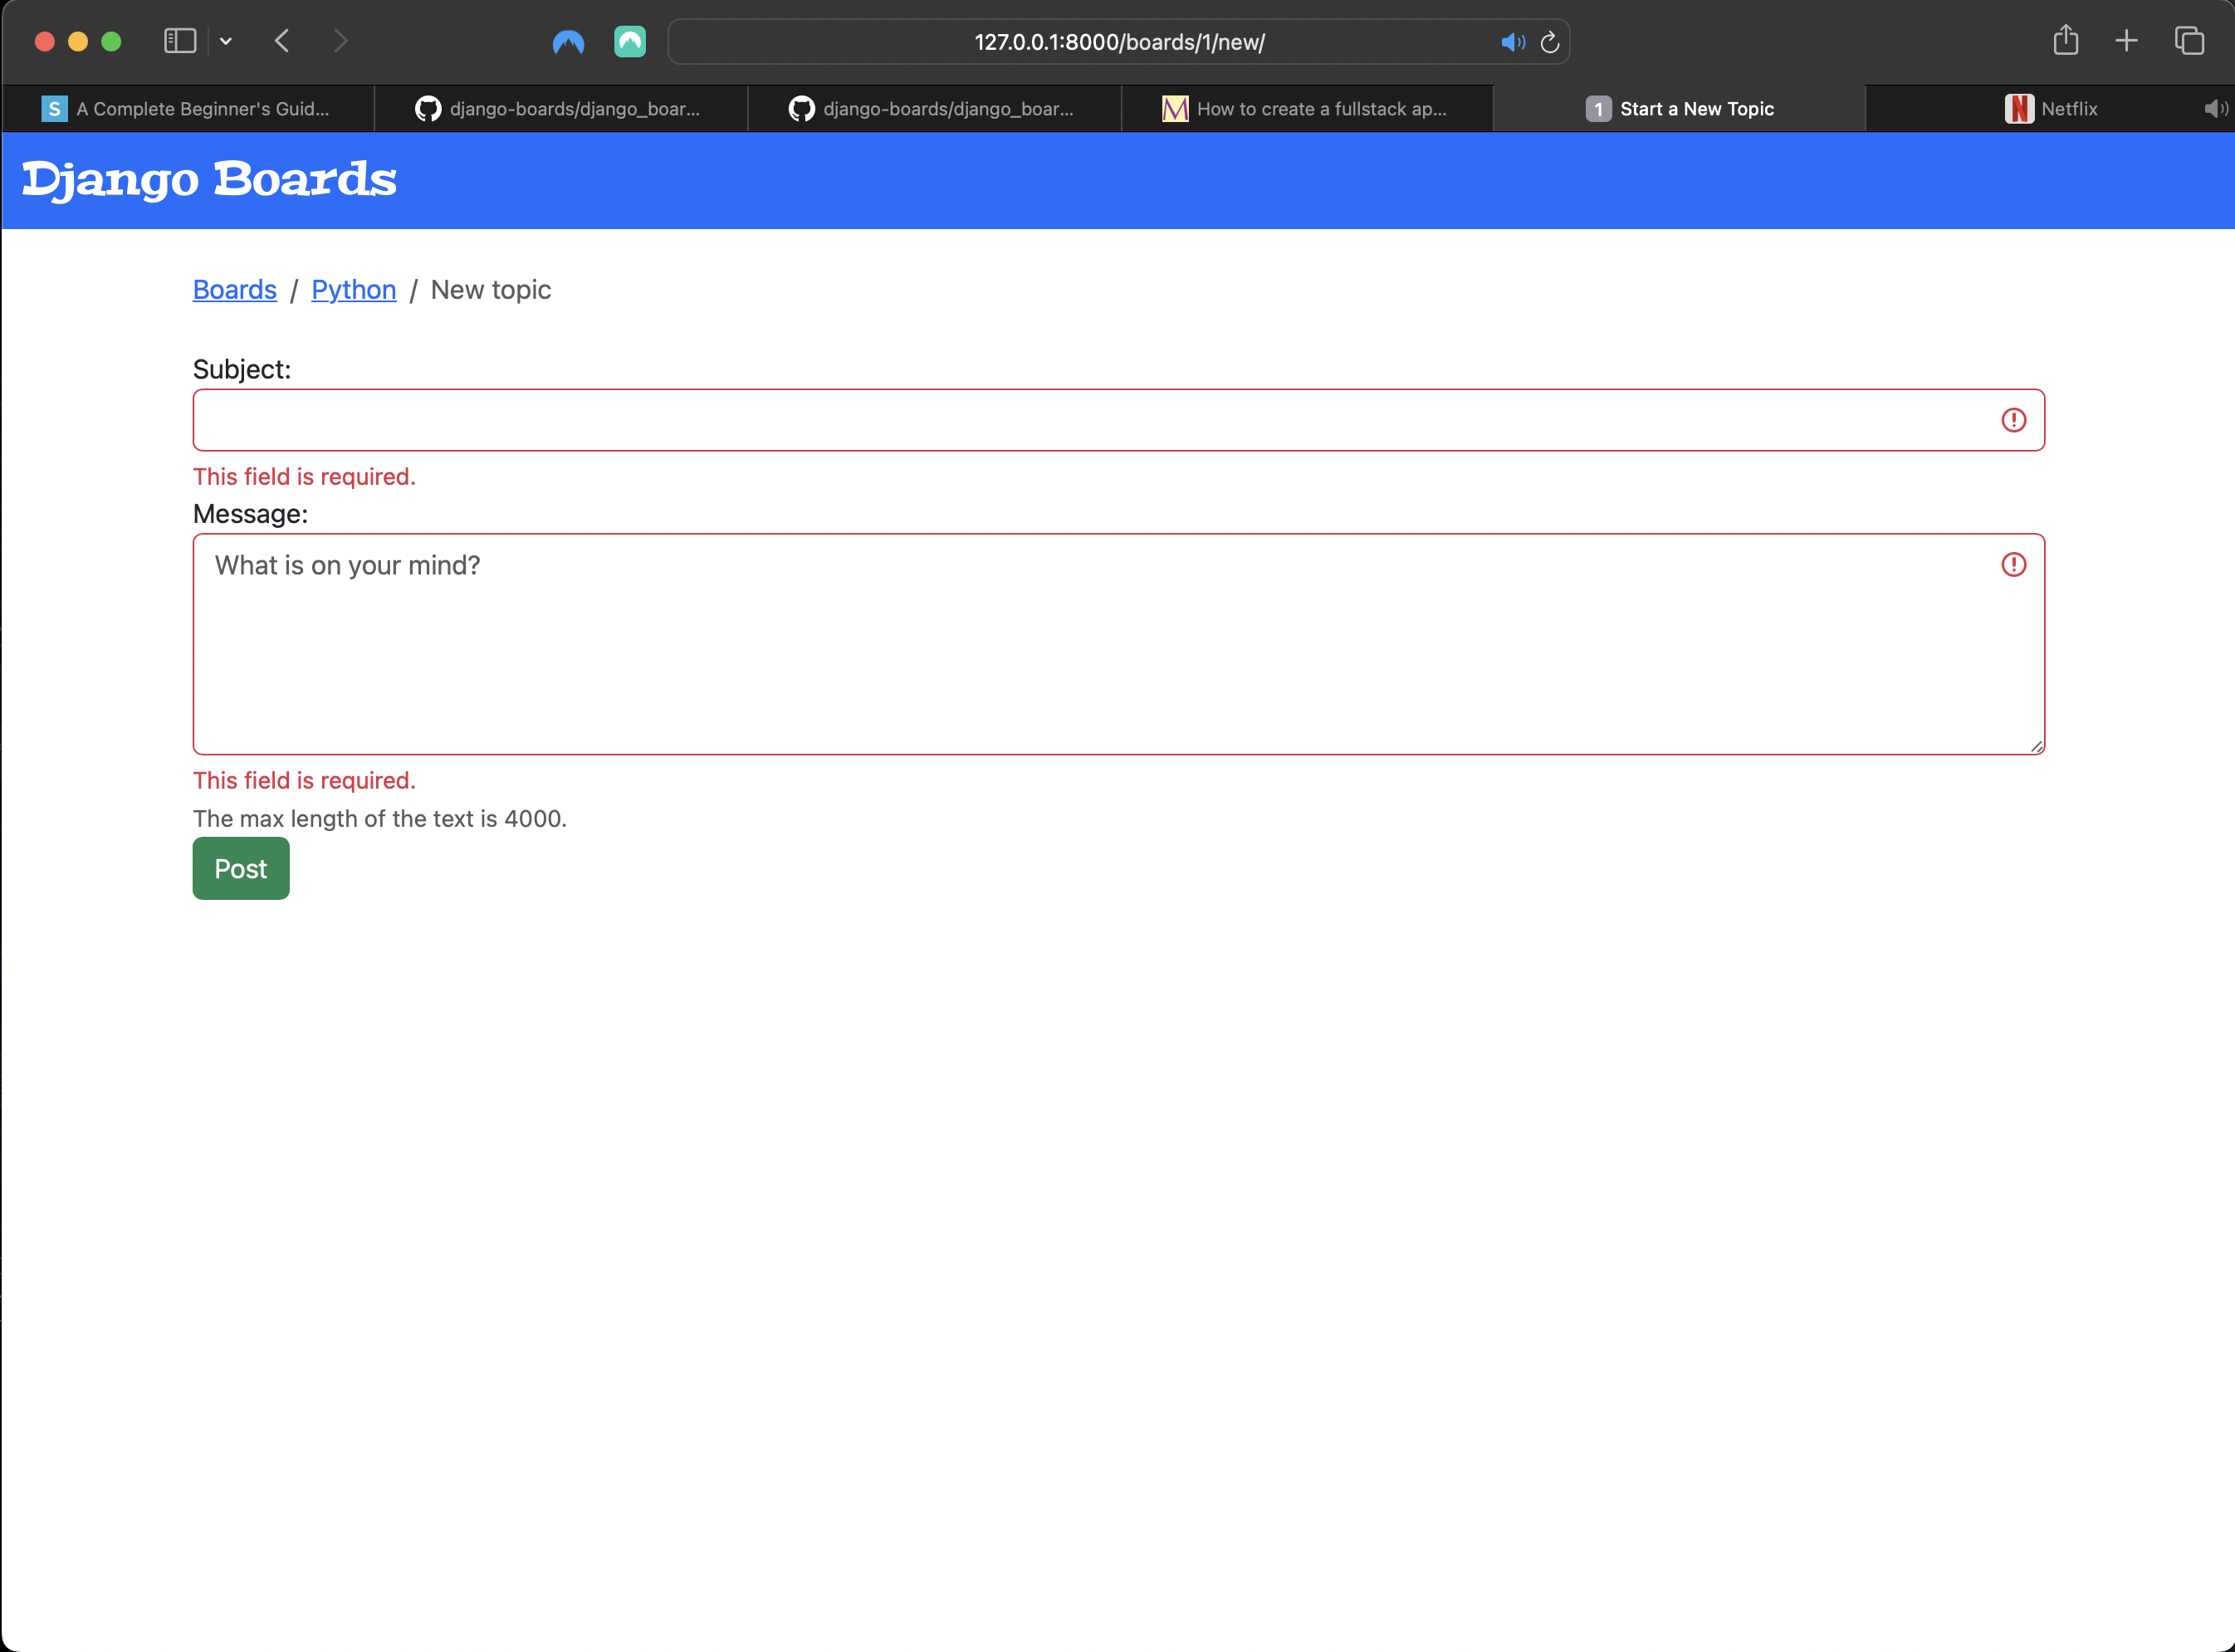 127.0.0.1:8000/boards/1/new/
S A Complete Beginner's Guid...
django-boards/django_boar...
django-boards/django_boar...
M How to create a fullstack ap...
1 Start a New Topic
N Netflix
Django Boards
Boards / Python / New topic
Subject:
This field is required.
Message:
What is on your mind?
This field is required.
The max length of the text is 4000.
Post